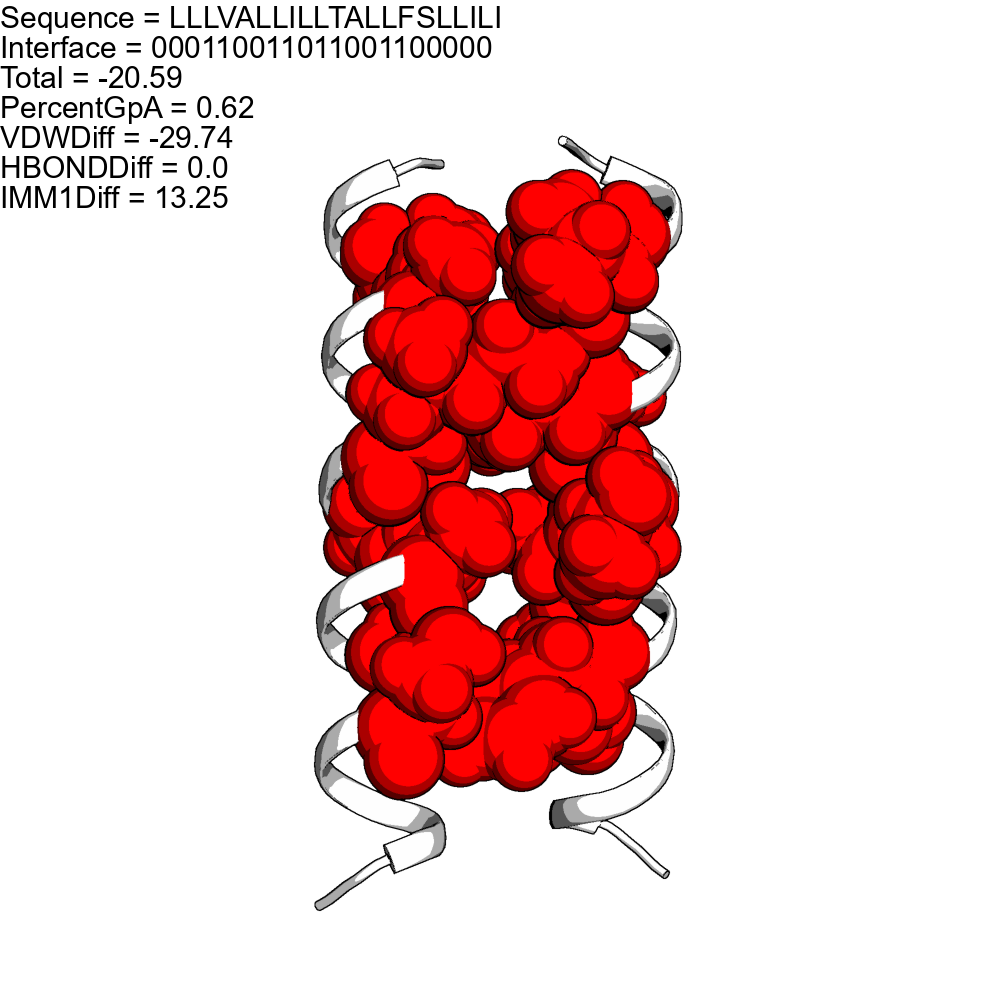 Sequence = LLLVALLILLTALLFSLLILI
Interface = 000110011011001100000
Total = -20.59
PercentGpA = 0.62
VDWDiff = -29.74
HBONDDiff = 0.0
IMM1Diff = 13.25